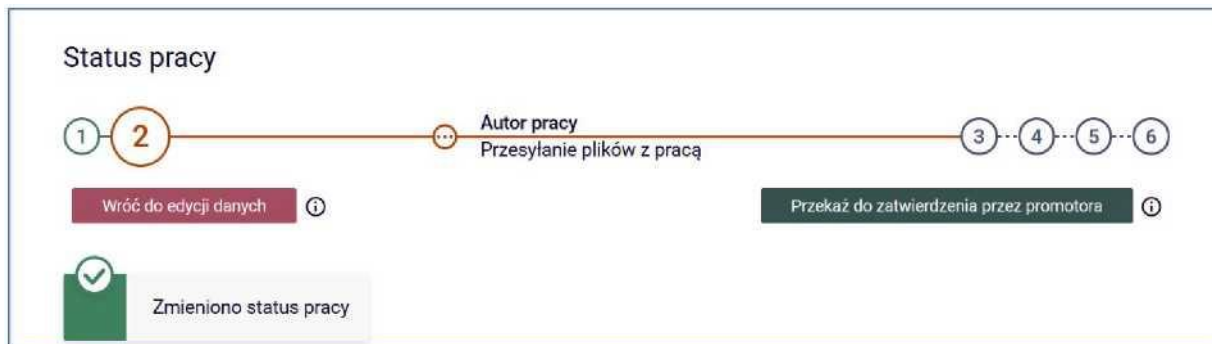 Status pracy
1 2 Autor pracy 3 4 5 6
Przesyłanie plików z pracą
Wróć do edycji danych Przekaż do zatwierdzenia przez promotora
Zmieniono status pracy